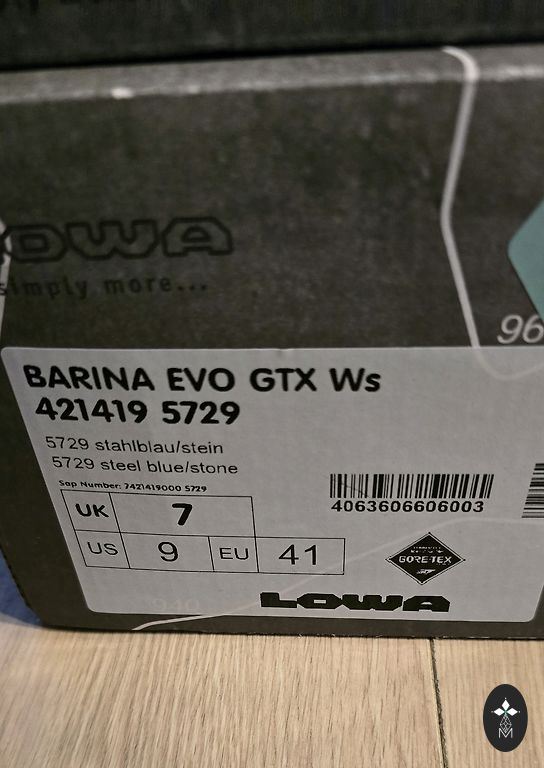 LOWA
simply more...
96
BARINA EVO GTX Ws
421419 5729
5729 stahlblau/stein
5729 steel blue/stone
Sap Number: 7421419000 5729
UK 7
US 9 EU 41
4063606606003
GORE-TEX
940
LOWA
M